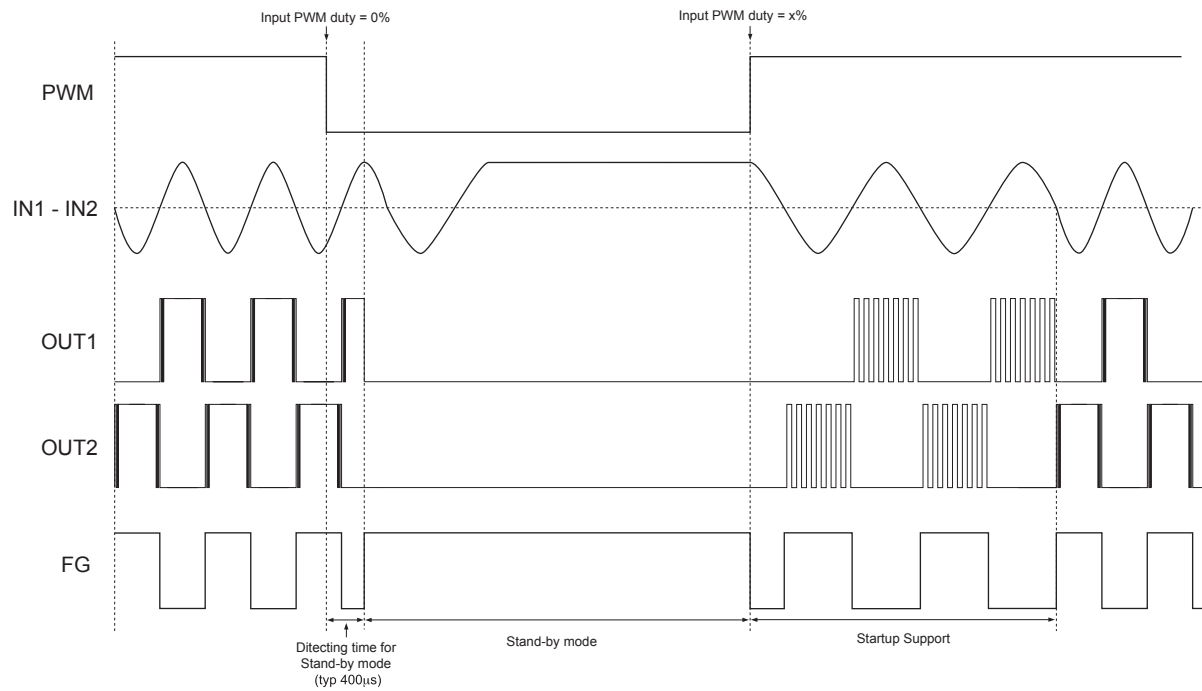 Input PWM duty = 0%
Input PWM duty = x%
PWM
IN1 - IN2
OUT1
OUT2
FG
Ditecting time for
Stand-by mode
(typ 400μs)
Stand-by mode
Startup Support